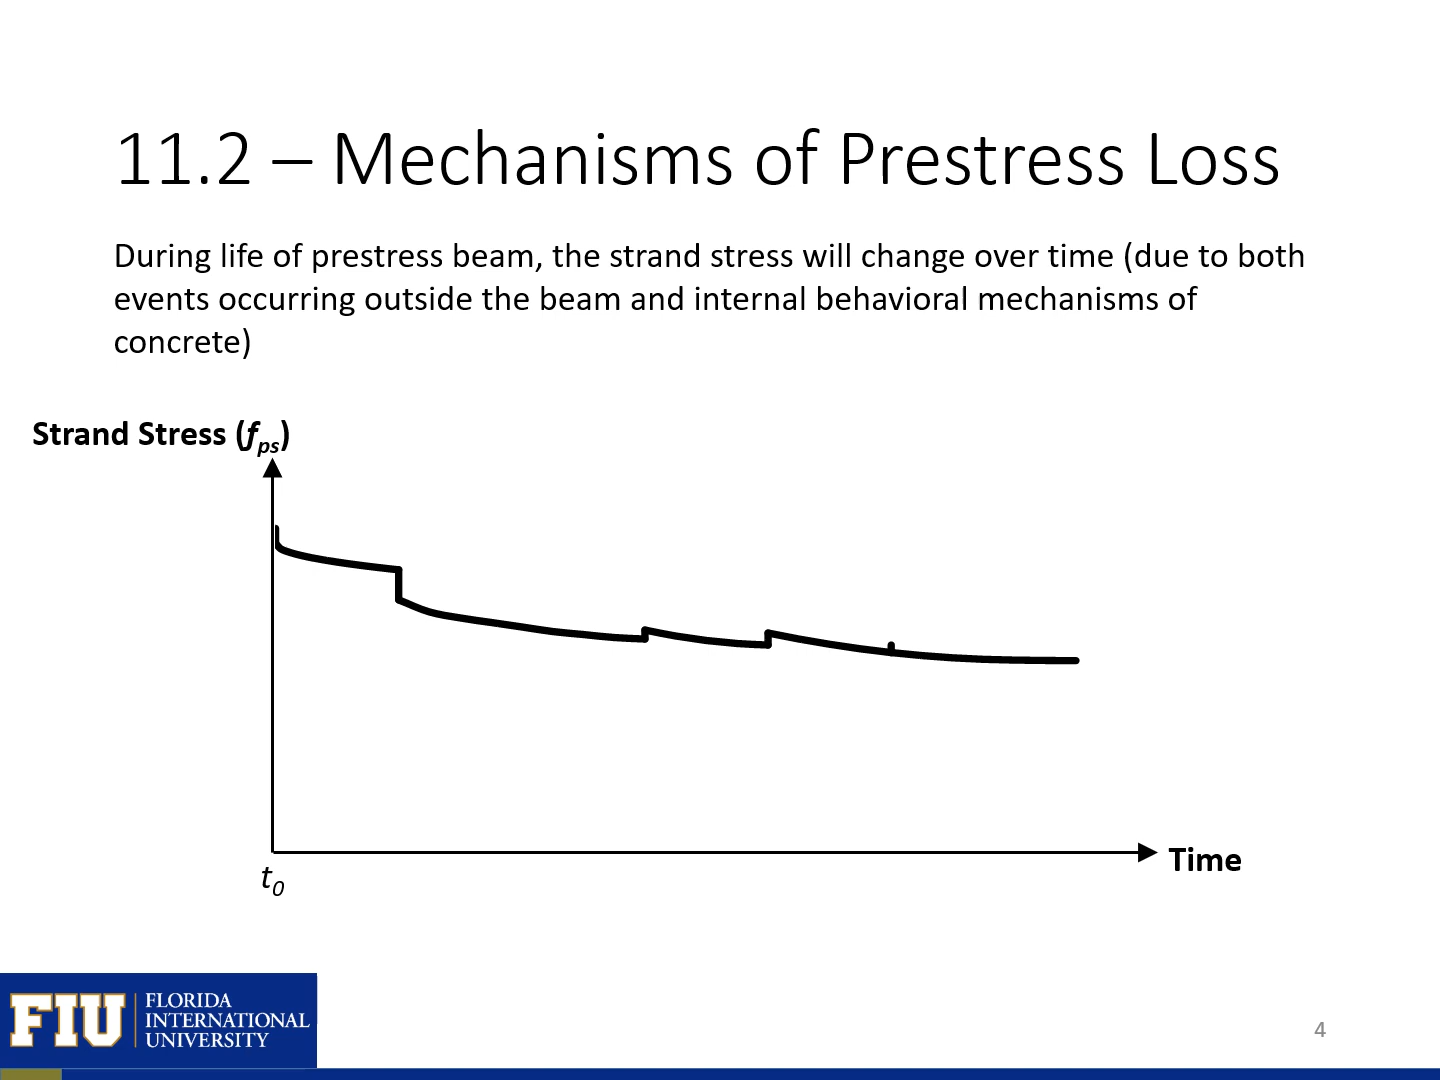 11.2 – Mechanisms of Prestress Loss
During life of prestress beam, the strand stress will change over time (due to both
events occurring outside the beam and internal behavioral mechanisms of
concrete)
Strand Stress (fps)
Time
t0
FIU
FLORIDA
INTERNATIONAL
UNIVERSITY
4